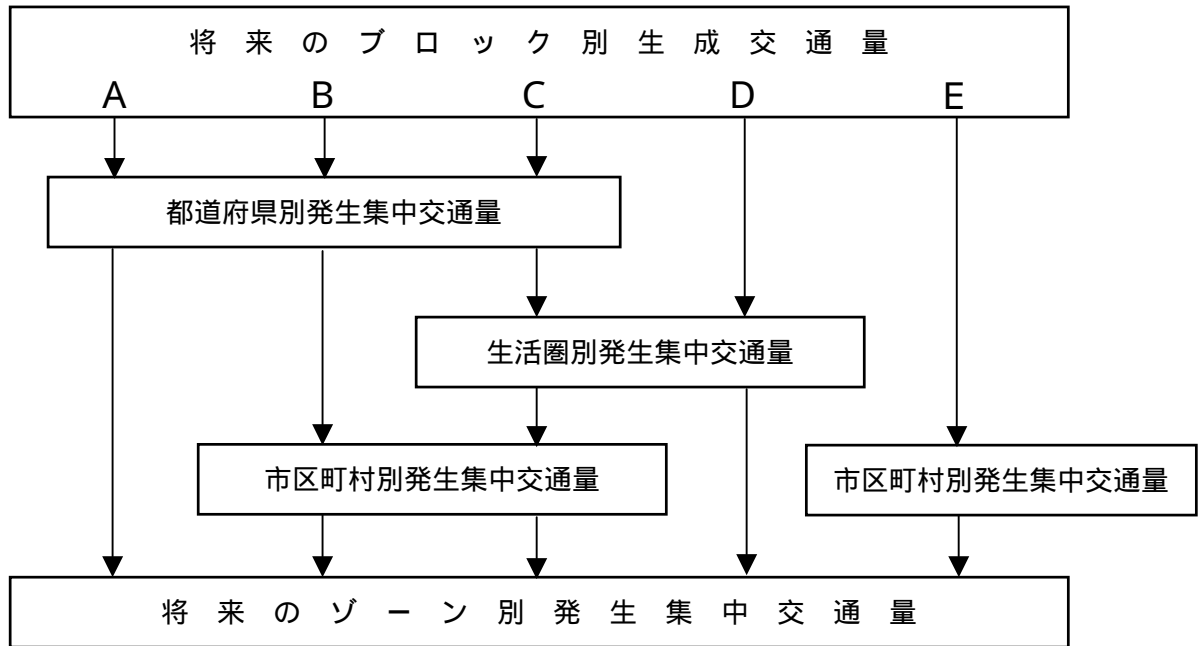 将来のブロック別生成交通量
A B C D E
都道府県別発生集中交通量
生活圏別発生集中交通量
市区町村別発生集中交通量
市区町村別発生集中交通量
将来のゾーン別発生集中交通量